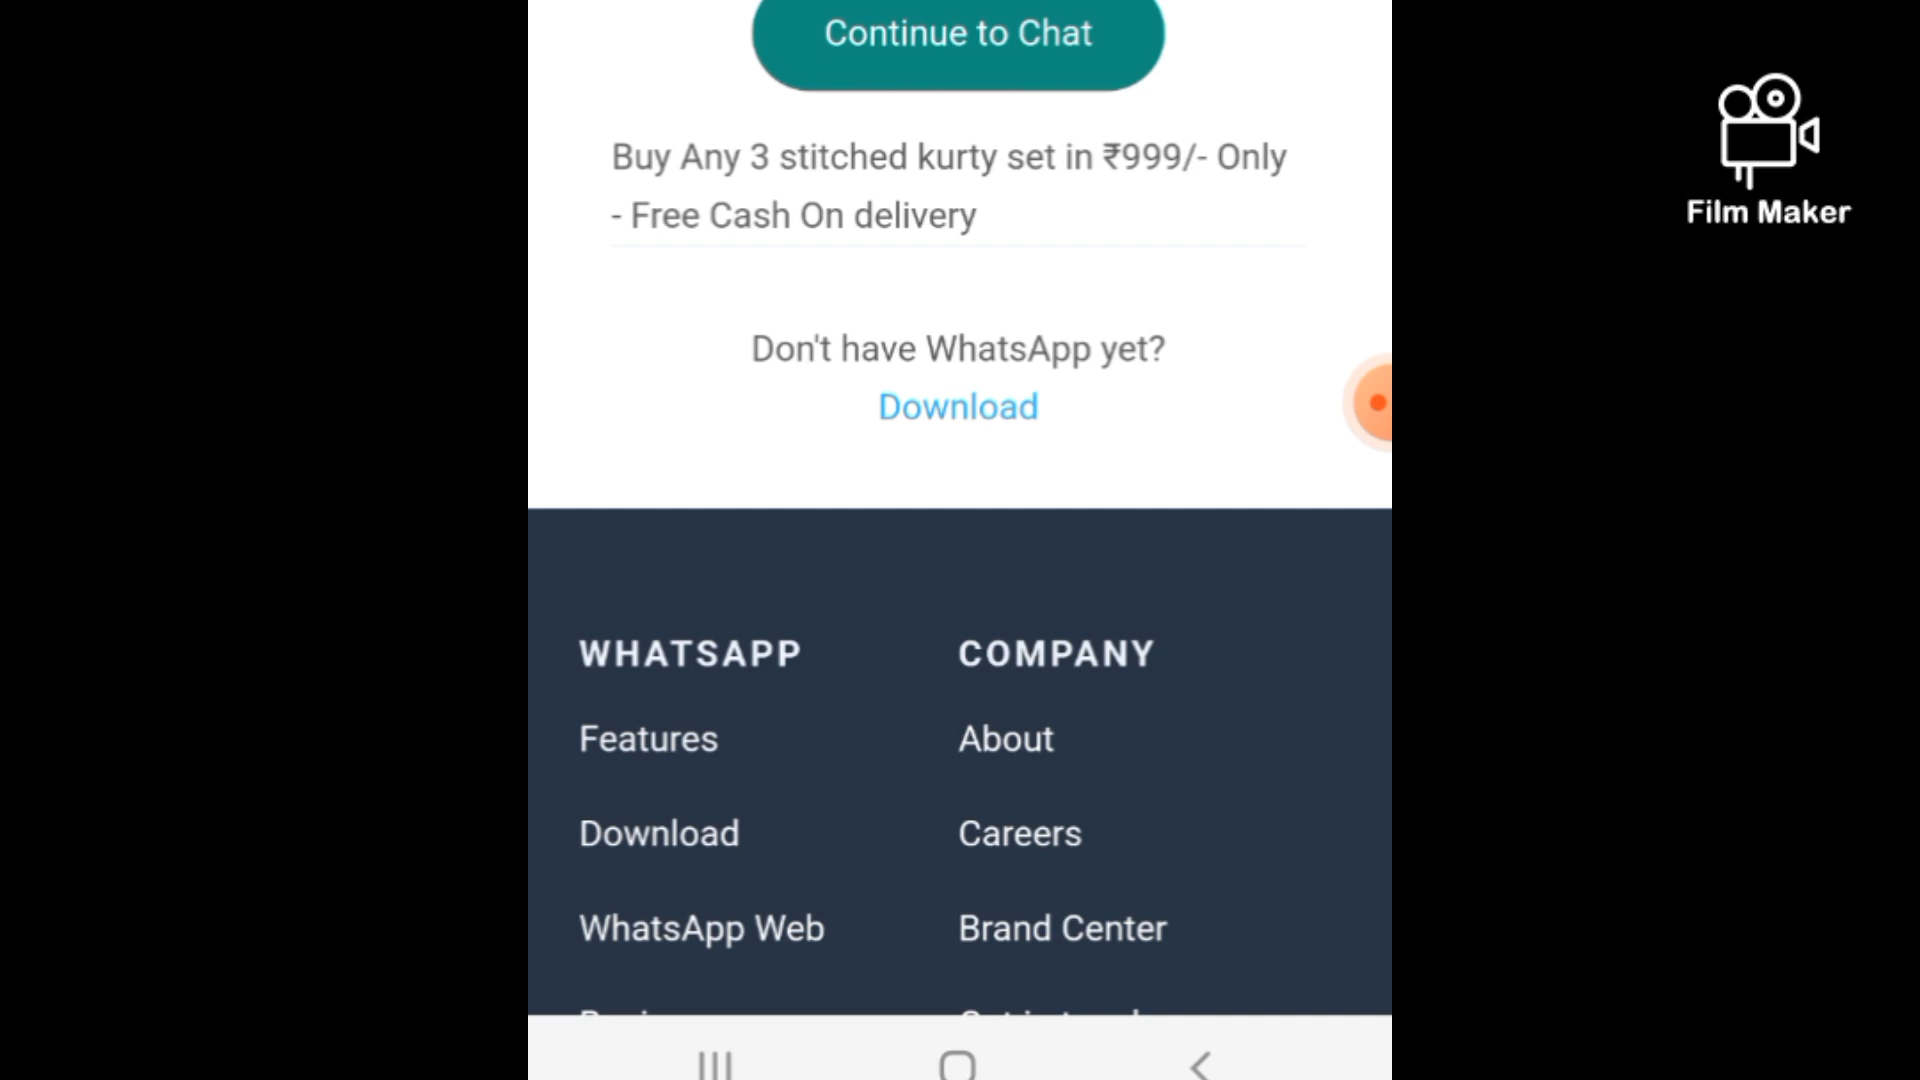 Continue to Chat
Buy Any 3 stitched kurty set in ₹999/- Only
- Free Cash On delivery
Film Maker
Don't have WhatsApp yet?
Download
WHATSAPP
COMPANY
Features
About
Download
Careers
WhatsApp Web
Brand Center